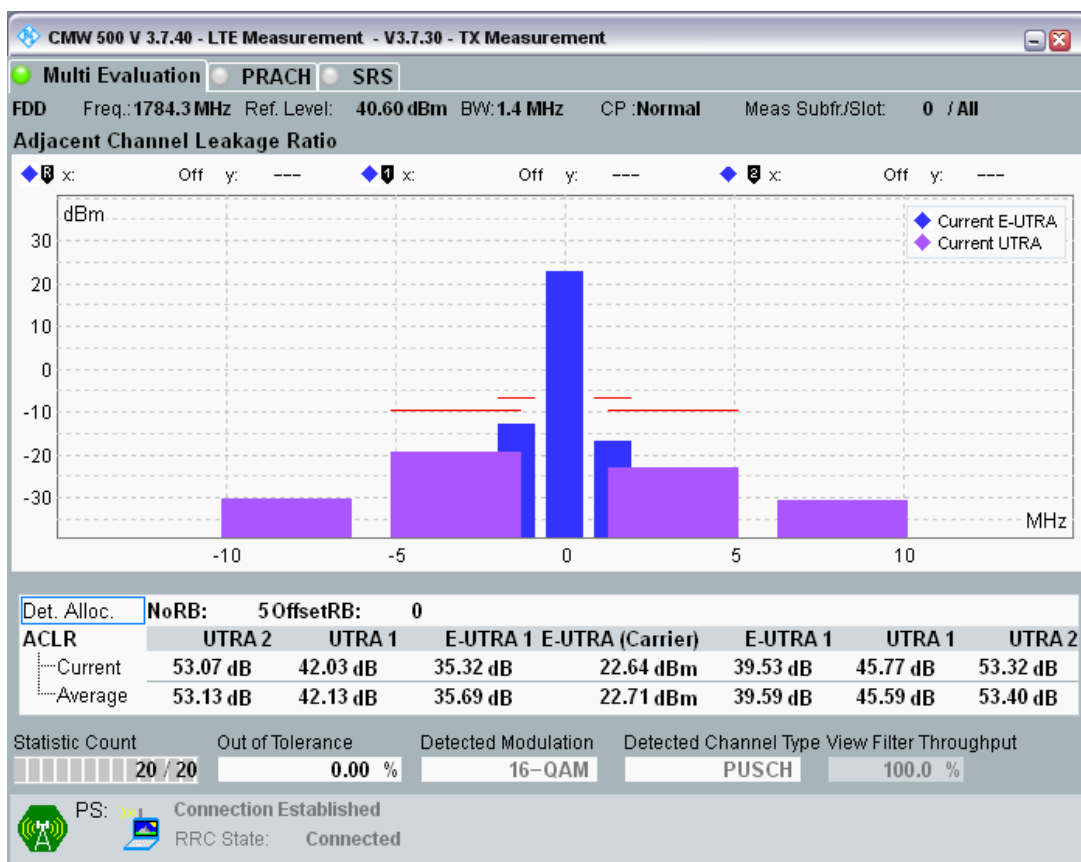 CMW 500 V 3.7.40 - LTE Measurement - V3.7.30 - TX Measurement
Multi Evaluation PRACH SRS
FDD Freq.: 1784.3 MHz Ref. Level: 40.60 dBm BW: 1.4 MHz CP :Normal Meas Subfr./Slot: 0 / All
Adjacent Channel Leakage Ratio
R x: Off y: --- 1 x: Off y: --- 2 x: Off y: ---
dBm
Current E-UTRA
Current UTRA
30
20
10
0
-10
-20
-30
MHz
-10 -5 0 5 10
Det. Alloc. NoRB: 5 OffsetRB: 0
ACLR UTRA 2 UTRA 1 E-UTRA 1 E-UTRA (Carrier) E-UTRA 1 UTRA 1 UTRA 2
Current 53.07 dB 42.03 dB 35.32 dB 22.64 dBm 39.53 dB 45.77 dB 53.32 dB
Average 53.13 dB 42.13 dB 35.69 dB 22.71 dBm 39.59 dB 45.59 dB 53.40 dB
Statistic Count Out of Tolerance Detected Modulation Detected Channel Type View Filter Throughput
20 / 20 0.00 % 16-QAM PUSCH 100.0 %
PS: Connection Established
RRC State: Connected